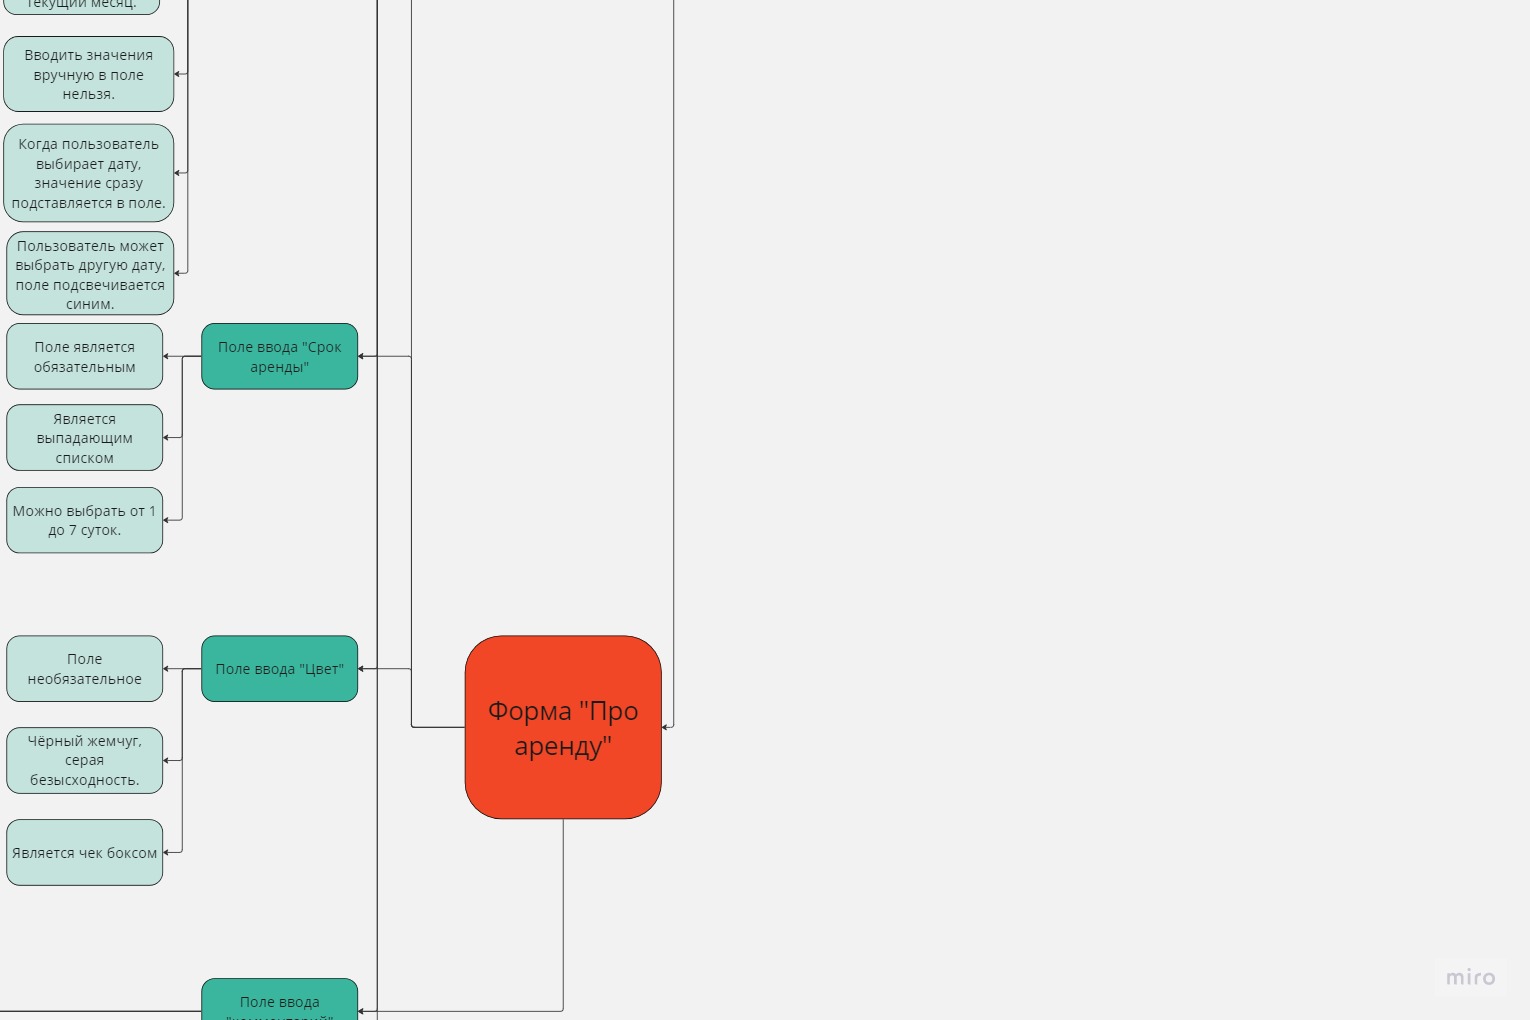 текущий месяц.
Вводить значения
вручную в поле
нельзя.
Когда пользователь
выбирает дату,
значение сразу
подставляется в поле.
Пользователь может
выбрать другую дату,
поле подсвечивается
синим.
Поле является
обязательным
Является
выпадающим
списком
Можно выбрать от 1
до 7 суток.
Поле ввода "Срок
аренды"
Поле
необязательное
Чёрный жемчуг,
серая
безысходность.
Является чек боксом
Поле ввода "Цвет"
Форма "Про
аренду"
Поле ввода
miro